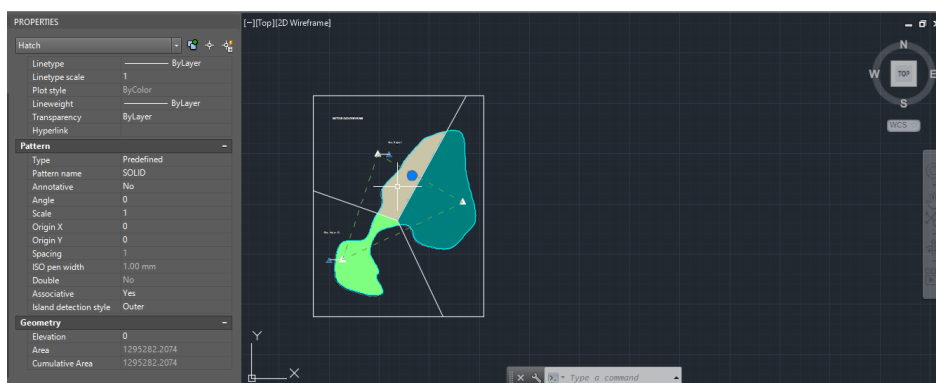 PROPERTIES
Hatch
Linetype ByLayer
Linetype scale 1
Plot style ByColor
Lineweight ByLayer
Transparency ByLayer
Hyperlink
Pattern
Type Predefined
Pattern name SOLID
Annotative No
Angle 0
Scale 1
Origin X 0
Origin Y 0
Spacing 1
ISO pen width 1.00 mm
Double No
Associative Yes
Island detection style Outer
Geometry
Elevation 0
Area 1295282.2074
Cumulative Area 1295282.2074
[−][Top][2D Wireframe]
N
W TOP E
S
WCS
Y
X
Type a command